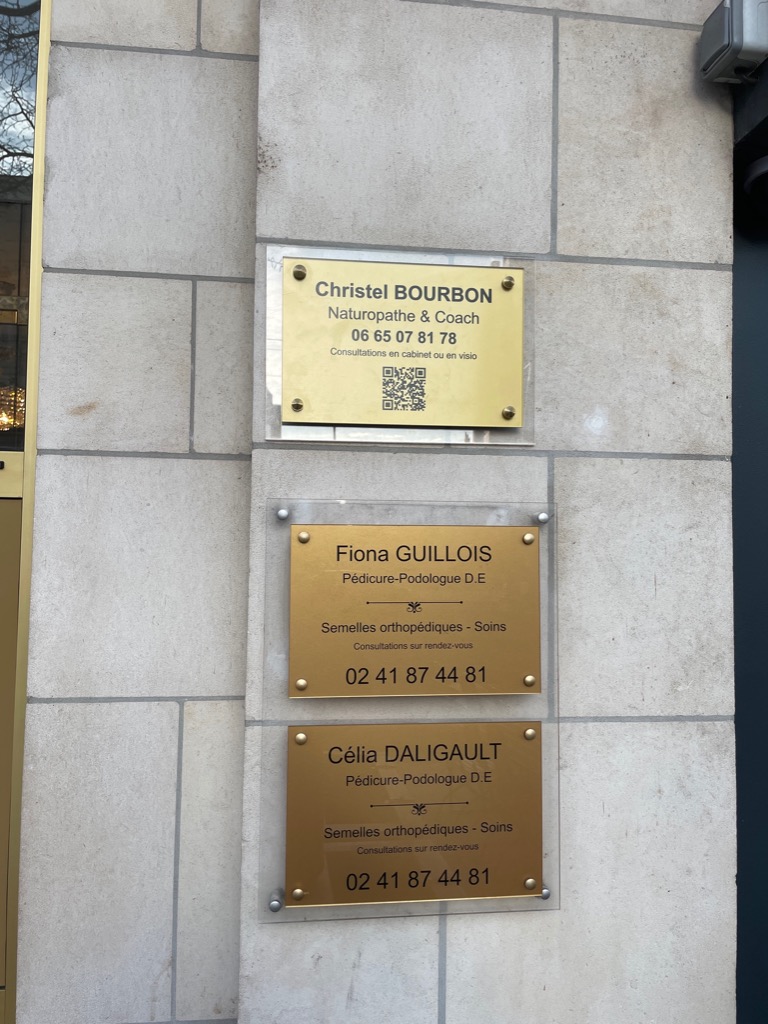 Christel BOURBON
Naturopathe & Coach
06 65 07 81 78
Consultations en cabinet ou en visio
Fiona GUILLOIS
Pédicure-Podologue D.E
Semelles orthopédiques - Soins
Consultations sur rendez-vous
02 41 87 44 81
Célia DALIGAULT
Pédicure-Podologue D.E
Semelles orthopédiques - Soins
Consultations sur rendez-vous
02 41 87 44 81